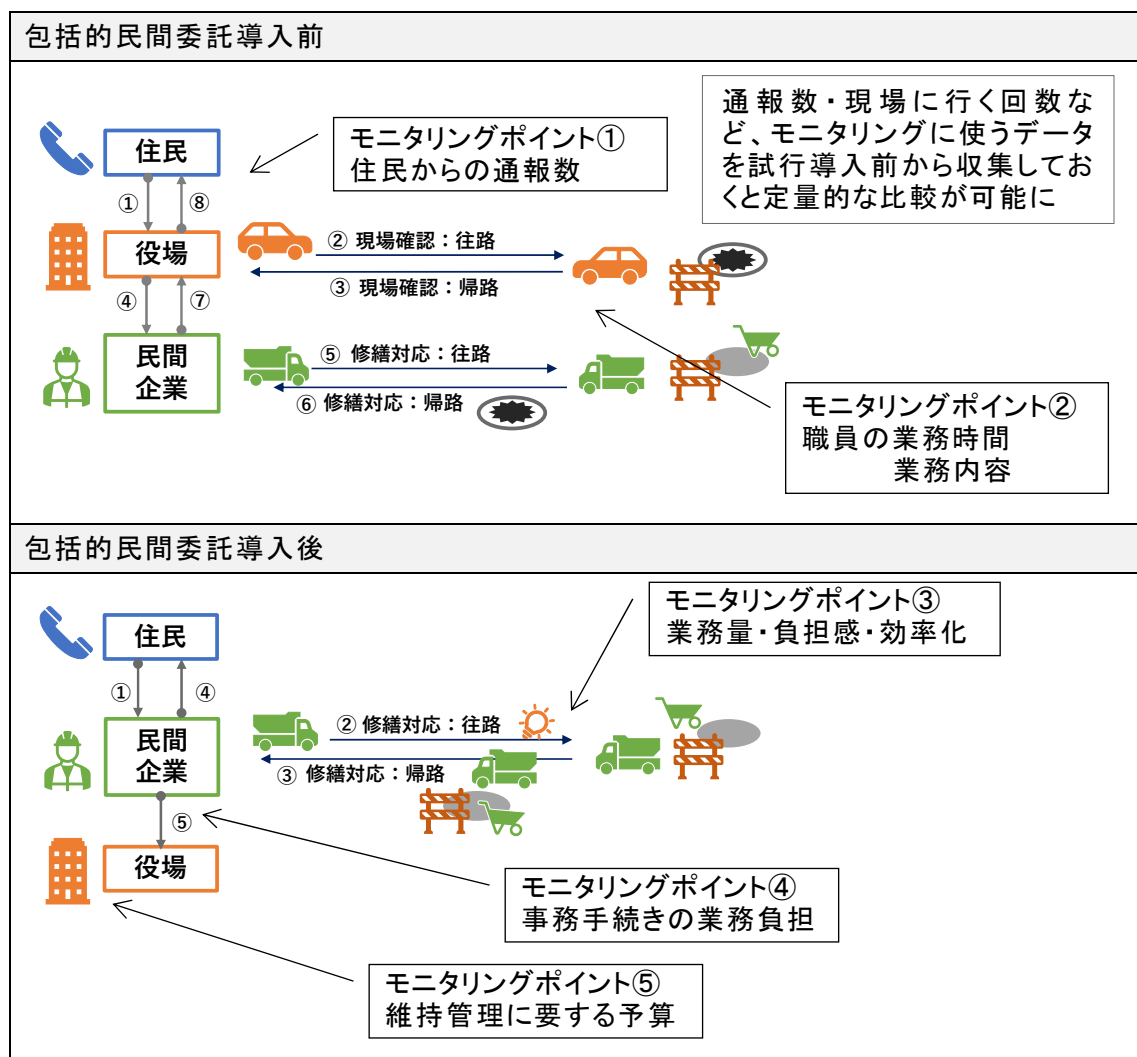 包括的民間委託導入前
通報数・現場に行く回数な
ど、モニタリングに使うデータ
を試行導入前から収集してお
くと定量的な比較が可能に
モニタリングポイント①
住民からの通報数
住民
①
⑧
役場
② 現場確認：往路
③ 現場確認：帰路
④
⑦
民間
企業
⑤ 修繕対応：往路
⑥ 修繕対応：帰路
モニタリングポイント②
職員の業務時間
業務内容
包括的民間委託導入後
モニタリングポイント③
業務量・負担感・効率化
住民
①
④
民間
企業
② 修繕対応：往路
③ 修繕対応：帰路
⑤
役場
モニタリングポイント④
事務手続きの業務負担
モニタリングポイント⑤
維持管理に要する予算